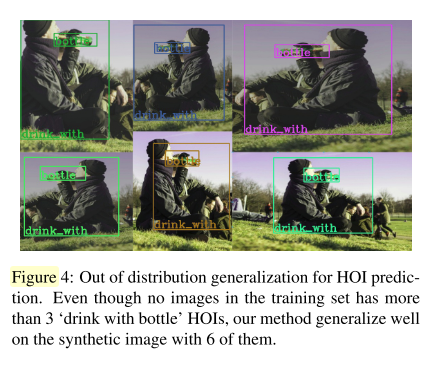 bottle
bottle
bottle
drink_with
drink_with
drink_with
bottle
bottle
bottle
drink_with
drink_with
drink_with
Figure 4: Out of distribution generalization for HOI predic-
tion. Even though no images in the training set has more
than 3 ‘drink with bottle’ HOIs, our method generalize well
on the synthetic image with 6 of them.